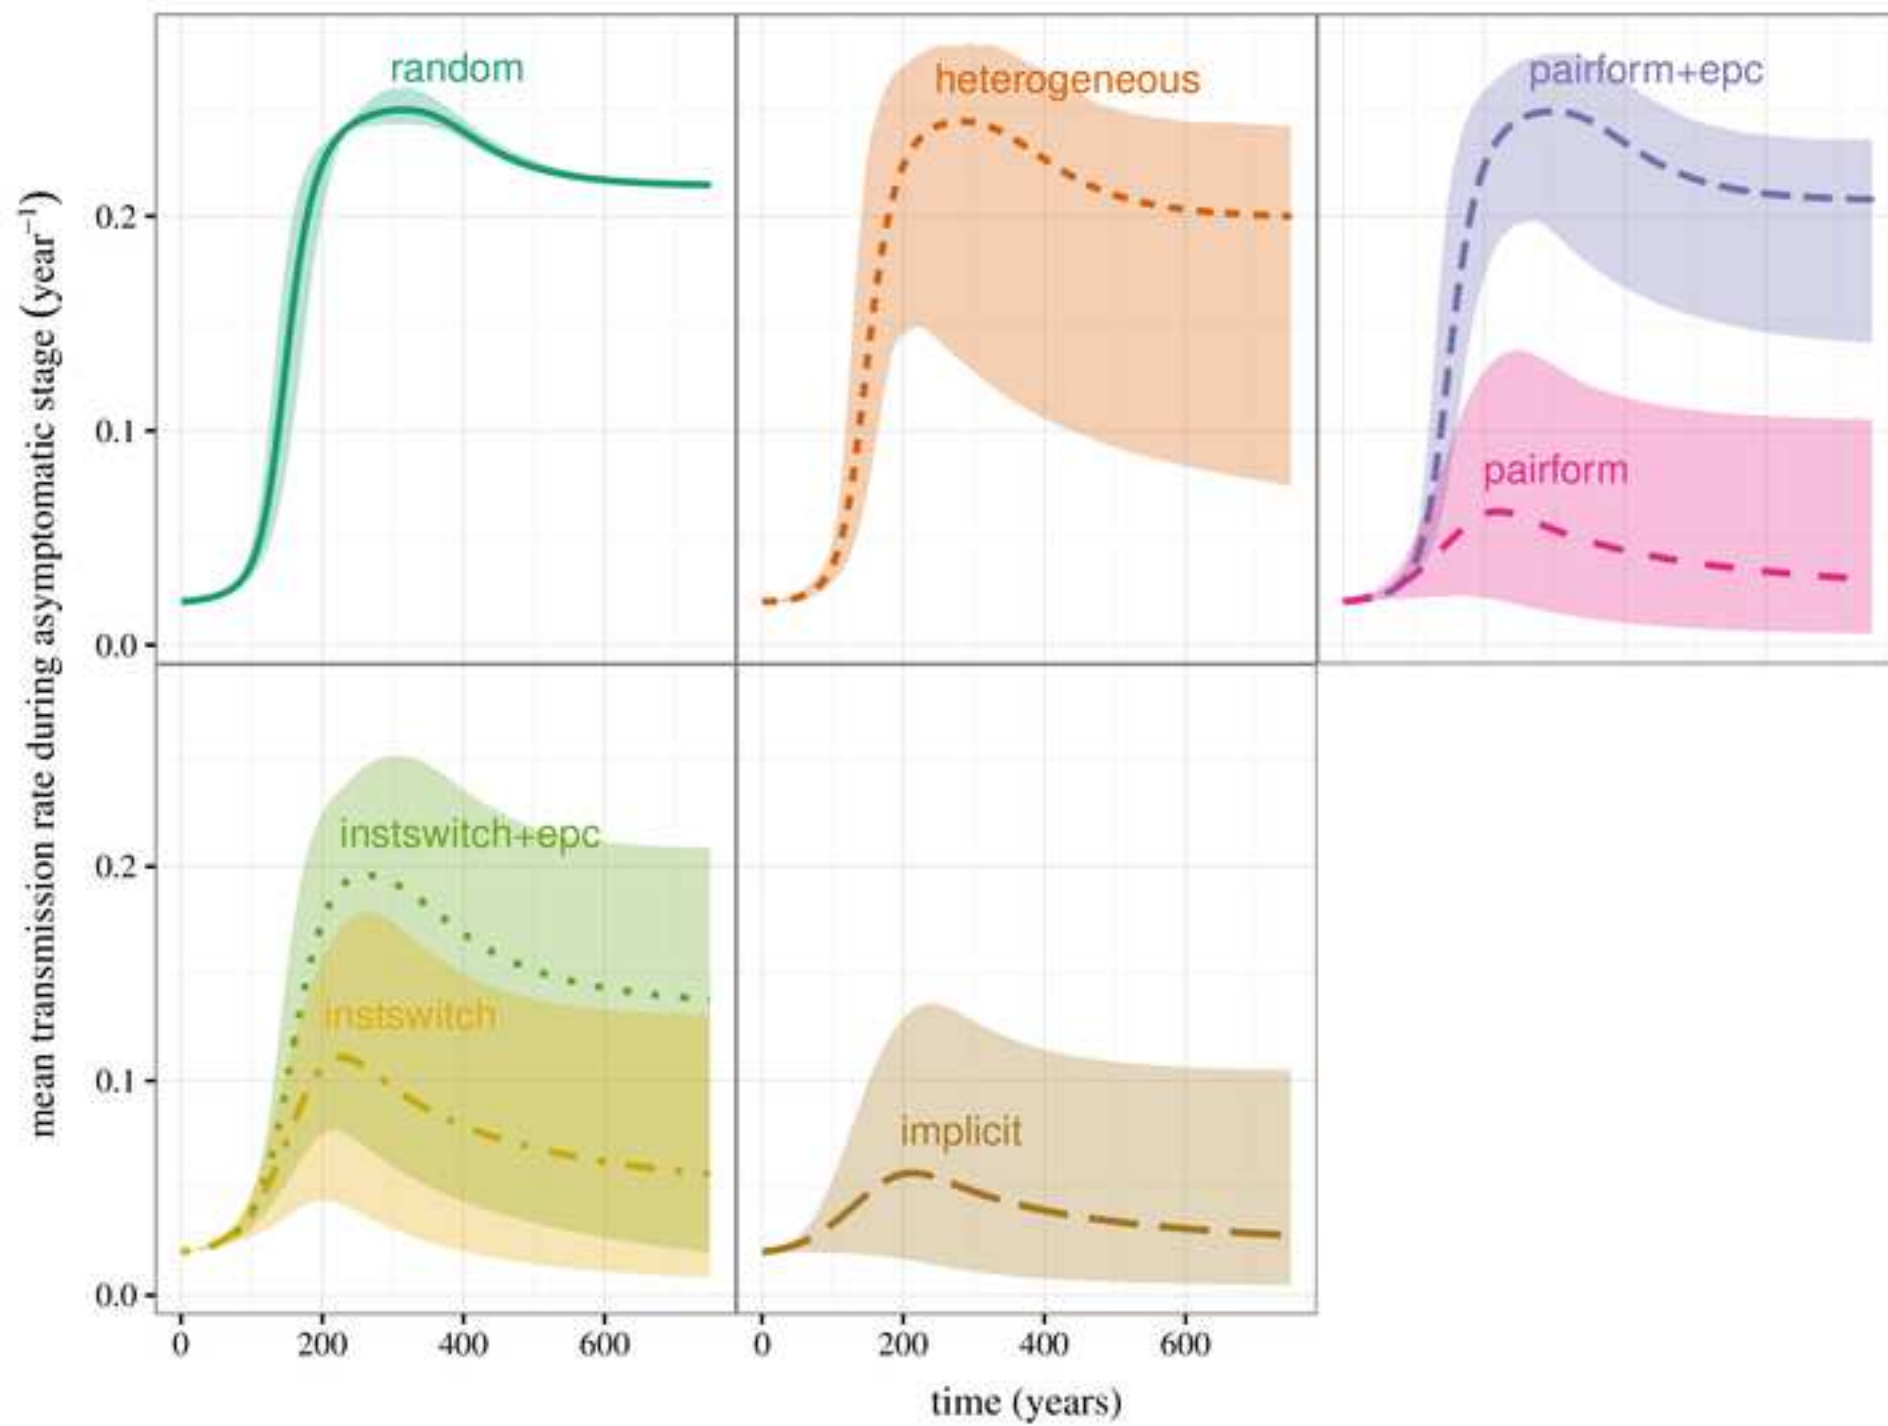 mean transmission rate during asymptomatic stage (year⁻¹)
random
heterogeneous
pairform+epc
pairform
0.2
0.1
0.0
instswitch+epc
instswitch
implicit
0.2
0.1
0.0
0 200 400 600
0 200 400 600
time (years)